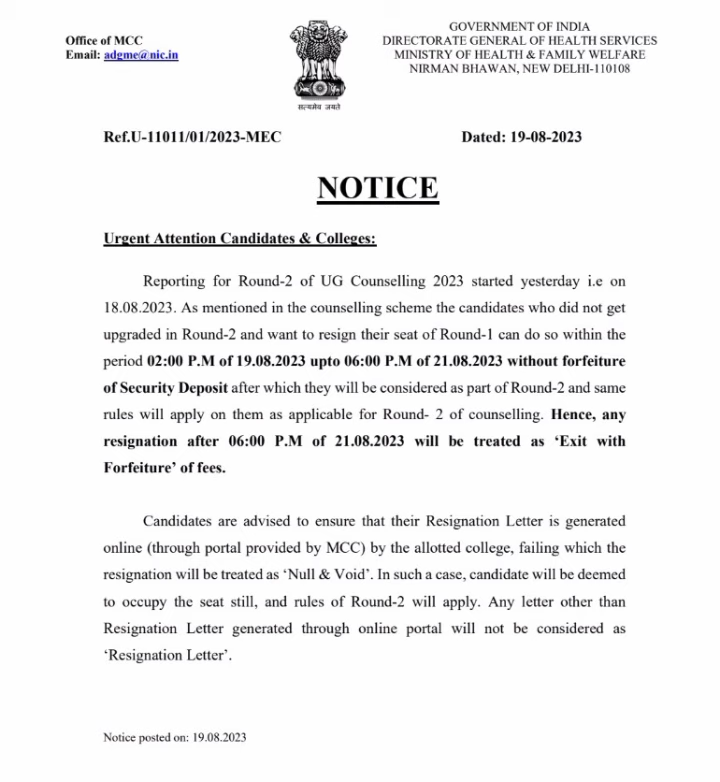 Office of MCC
Email: adgme@nic.in
सत्यमेव जयते
GOVERNMENT OF INDIA
DIRECTORATE GENERAL OF HEALTH SERVICES
MINISTRY OF HEALTH & FAMILY WELFARE
NIRMAN BHAWAN, NEW DELHI-110108
Ref.U-11011/01/2023-MEC Dated: 19-08-2023
NOTICE
Urgent Attention Candidates & Colleges:
Reporting for Round-2 of UG Counselling 2023 started yesterday i.e on
18.08.2023. As mentioned in the counselling scheme the candidates who did not get
upgraded in Round-2 and want to resign their seat of Round-1 can do so within the
period 02:00 P.M of 19.08.2023 upto 06:00 P.M of 21.08.2023 without forfeiture
of Security Deposit after which they will be considered as part of Round-2 and same
rules will apply on them as applicable for Round- 2 of counselling. Hence, any
resignation after 06:00 P.M of 21.08.2023 will be treated as ‘Exit with
Forfeiture’ of fees.
Candidates are advised to ensure that their Resignation Letter is generated
online (through portal provided by MCC) by the allotted college, failing which the
resignation will be treated as ‘Null & Void’. In such a case, candidate will be deemed
to occupy the seat still, and rules of Round-2 will apply. Any letter other than
Resignation Letter generated through online portal will not be considered as
‘Resignation Letter’.
Notice posted on: 19.08.2023